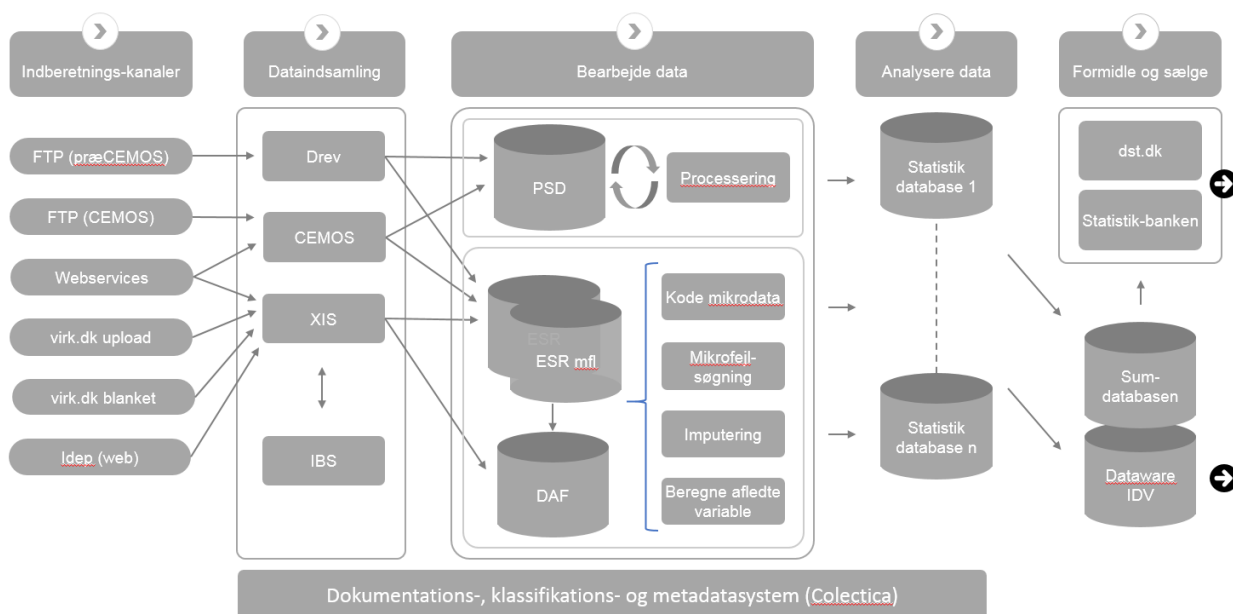 Indberetnings-kanaler
Dataindsamling
Bearbejde data
Analysere data
Formidle og sælge
FTP (præCEMOS)
FTP (CEMOS)
Webservices
virk.dk upload
virk.dk blanket
Idep (web)
Drev
CEMOS
XIS
IBS
PSD
Processering
ESR
ESR mfl
DAF
Kode mikrodata
Mikrofejl-
søgning
Imputering
Beregne afledte
variable
Statistik
database 1
Statistik
database n
dst.dk
Statistik-banken
Sum-
databasen
Dataware
IDV
Dokumentations-, klassifikations- og metadatasystem (Colectica)